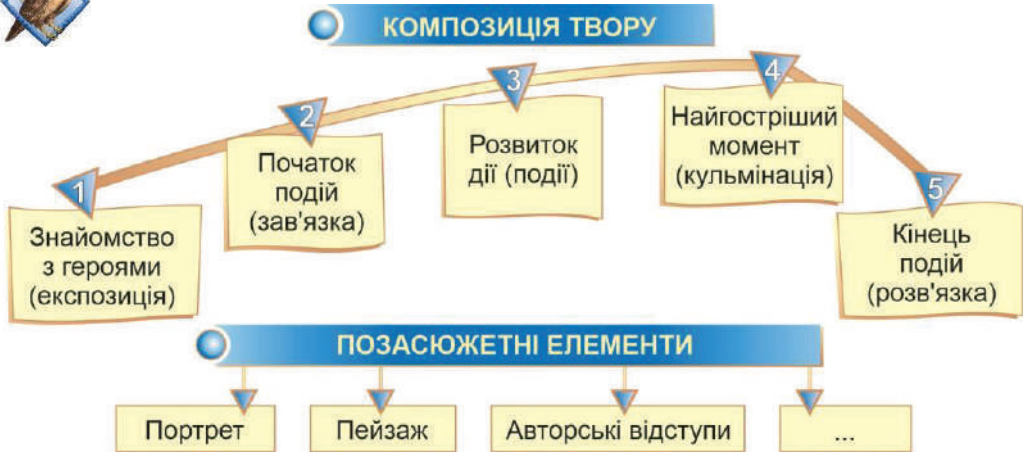 КОМПОЗИЦІЯ ТВОРУ
1
Знайомство
з героями
(експозиція)
2
Початок
подій
(зав'язка)
3
Розвиток
дії (події)
4
Найгостріший
момент
(кульмінація)
5
Кінець
подій
(розв'язка)
ПОЗАСЮЖЕТНІ ЕЛЕМЕНТИ
Портрет
Пейзаж
Авторські відступи
...